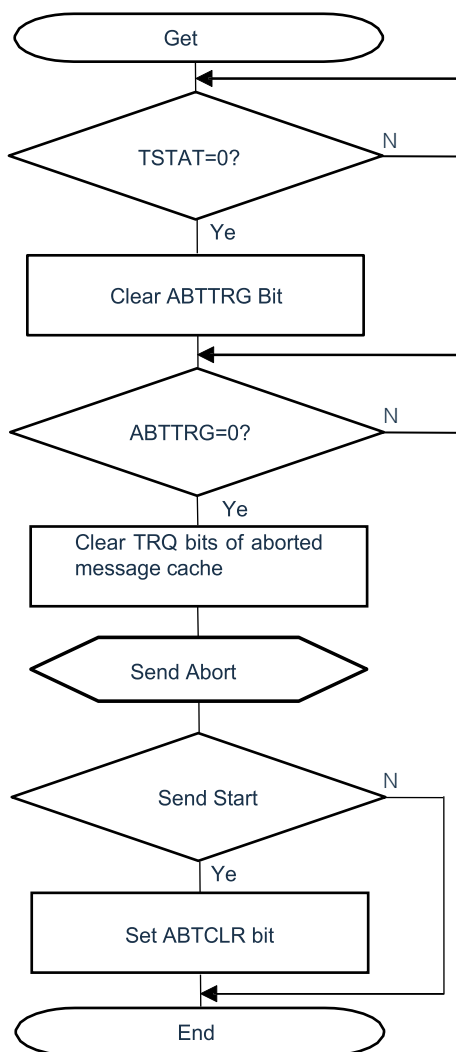 Get
TSTAT=0?
N
Ye
Clear ABTTRG Bit
ABTTRG=0?
N
Ye
Clear TRQ bits of aborted
message cache
Send Abort
Send Start
N
Ye
Set ABTCLR bit
End